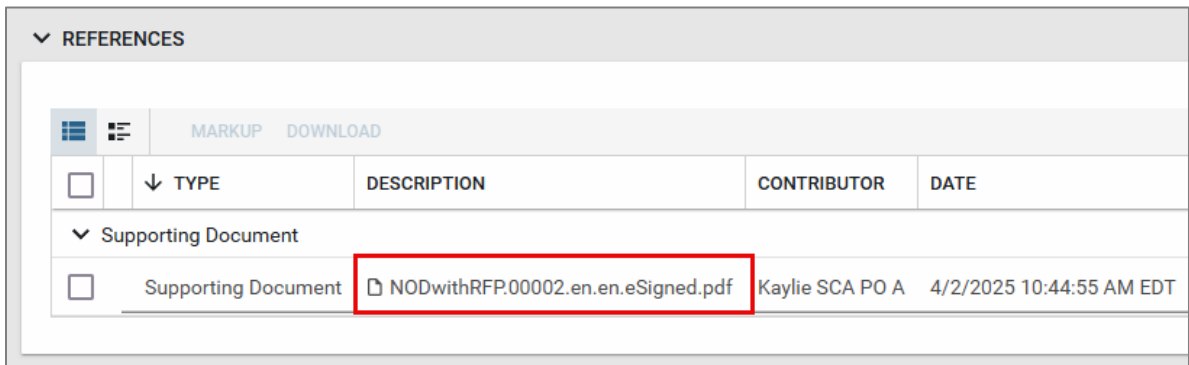 REFERENCES
MARKUP DOWNLOAD
TYPE DESCRIPTION CONTRIBUTOR DATE
Supporting Document
Supporting Document NODwithRFP.00002.en.en.eSigned.pdf Kaylie SCA PO A 4/2/2025 10:44:55 AM EDT